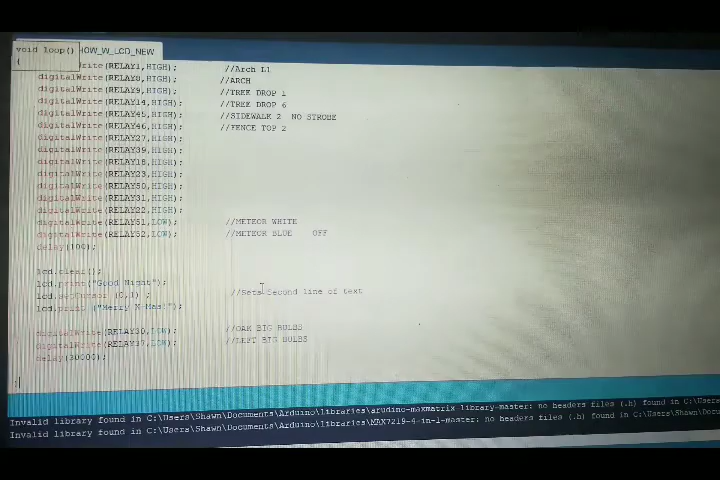 void loop() HOW_W_LCD_NEW
{
rite(RELAY1,HIGH); //Arch L1
digitalWrite(RELAY8,HIGH); //ARCH
digitalWrite(RELAY9,HIGH); //TREE DROP 1
digitalWrite(RELAY14,HIGH); //TREE DROP 6
digitalWrite(RELAY45,HIGH); //SIDEWALK 2 NO STROBE
digitalWrite(RELAY46,HIGH); //FENCE TOP 2
digitalWrite(RELAY27,HIGH);
digitalWrite(RELAY39,HIGH);
digitalWrite(RELAY18,HIGH);
digitalWrite(RELAY23,HIGH);
digitalWrite(RELAY50,HIGH);
digitalWrite(RELAY31,HIGH);
digitalWrite(RELAY22,HIGH);
digitalWrite(RELAY51,LOW); //METEOR WHITE
digitalWrite(RELAY52,LOW); //METEOR BLUE OFF
delay(100);
lcd.clear();
lcd.print("Good Night");
lcd.setCursor (0,1) ; //Sets Second line of text
lcd.print ("Merry X-Mas!");
digitalWrite(RELAY30,LOW); //OAK BIG BULBS
digitalWrite(RELAY37,LOW); //LEFT BIG BULBS
delay(30000);
Invalid library found in C:\Users\Shawn\Documents\Arduino\libraries\arudino-maxmatrix-library-master: no headers files (.h) found in C:\Users
Invalid library found in C:\Users\Shawn\Documents\Arduino\libraries\MAX7219-4-in-1-master: no headers files (.h) found in C:\Users\S